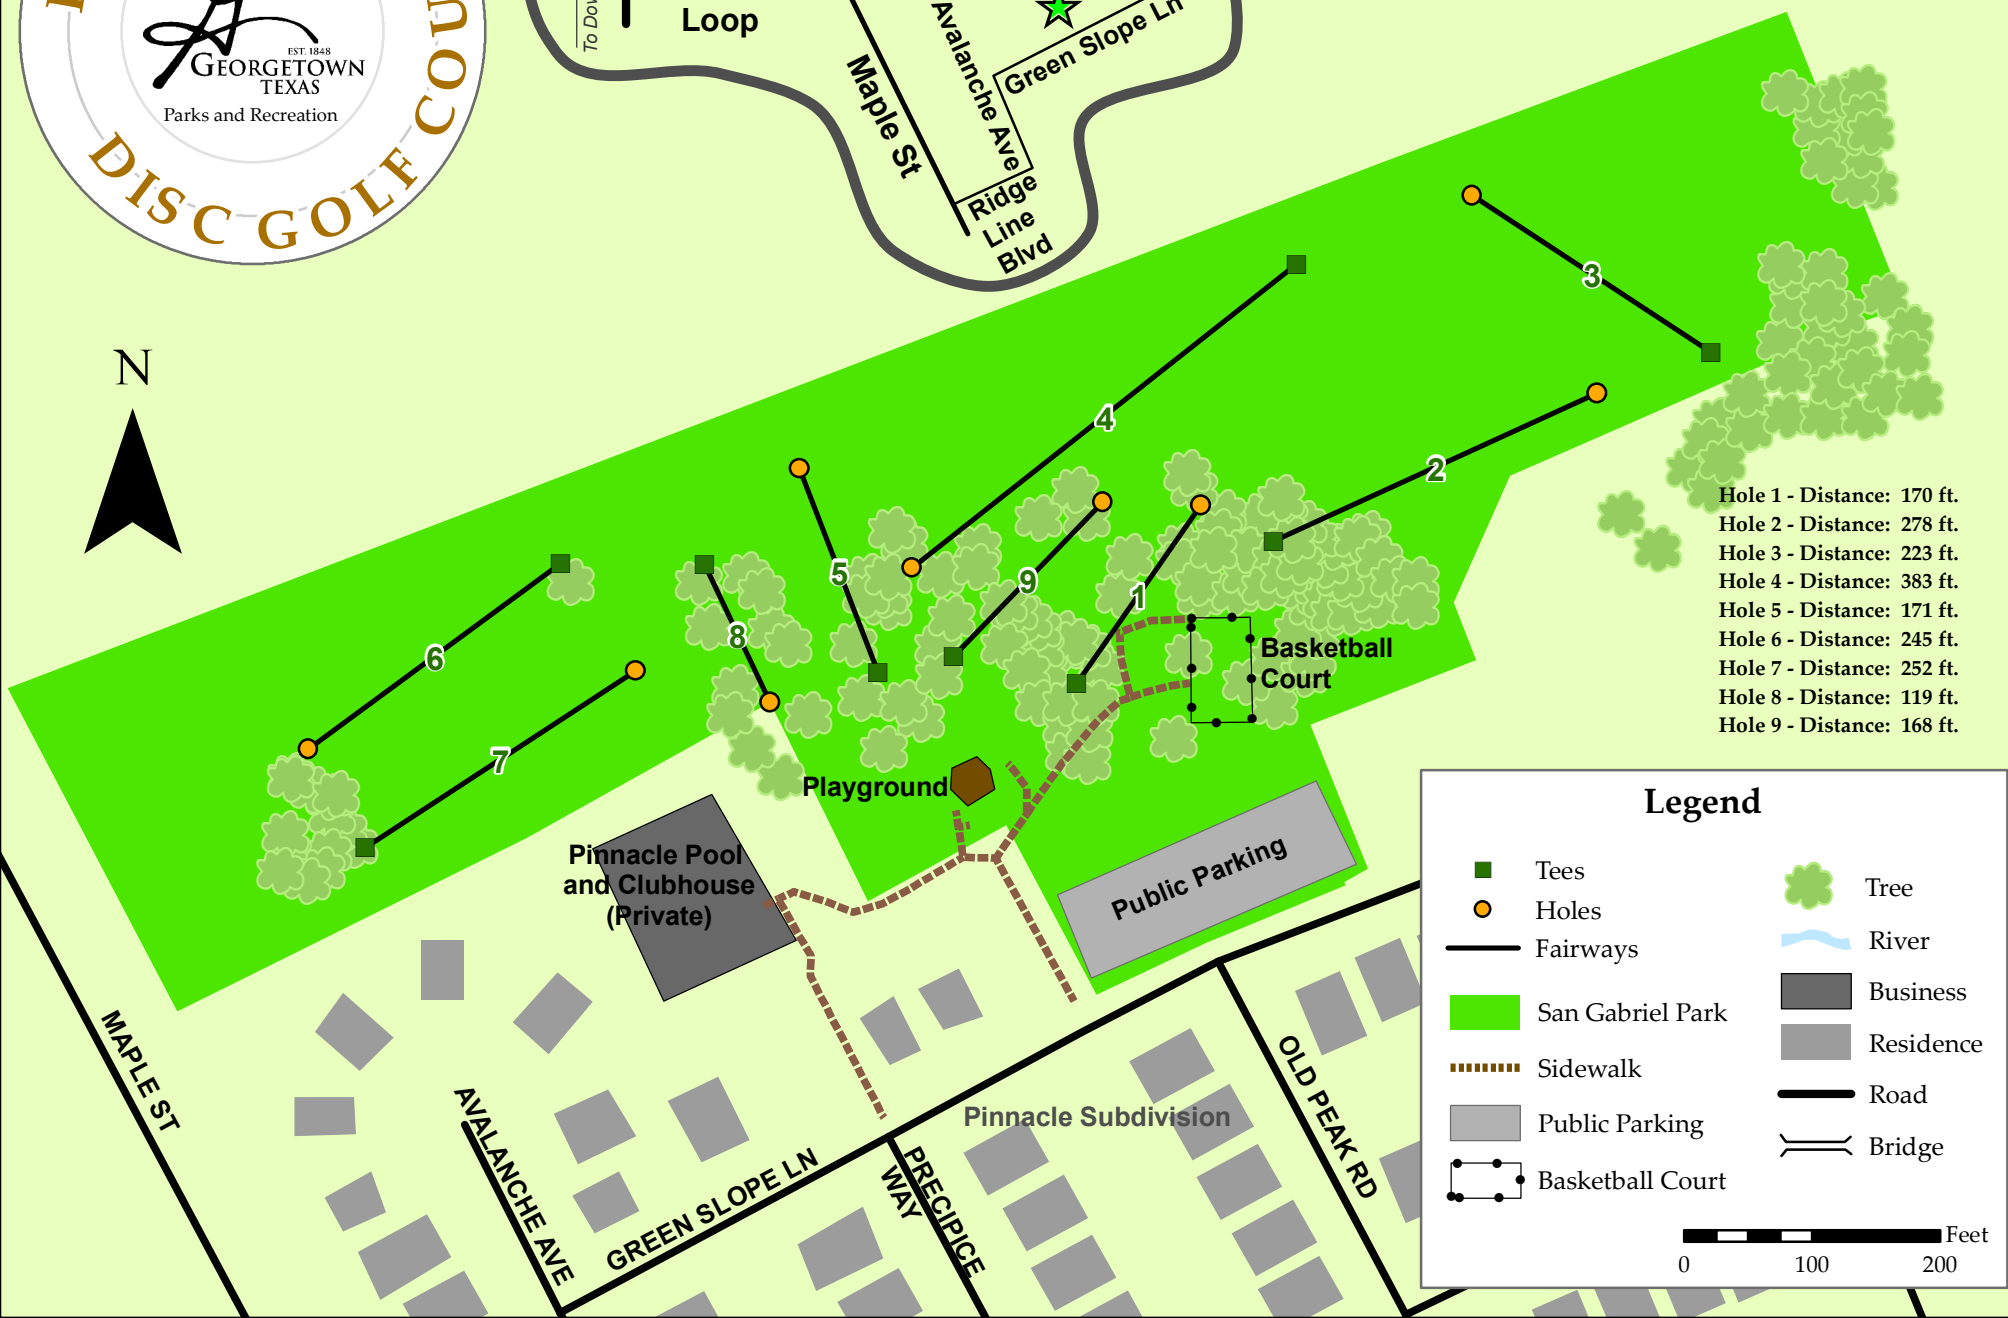 EST. 1848
GEORGETOWN
TEXAS
Parks and Recreation
DISC GOLF
Loop
Maple St
Avalanche Ave
Green Slope Ln
Ridge
Line
Blvd
N
3
4
2
5
9
1
6
8
7
Basketball
Court
Playground
Pinnacle Pool
and Clubhouse
(Private)
Public Parking
Hole 1 - Distance: 170 ft.
Hole 2 - Distance: 278 ft.
Hole 3 - Distance: 223 ft.
Hole 4 - Distance: 383 ft.
Hole 5 - Distance: 171 ft.
Hole 6 - Distance: 245 ft.
Hole 7 - Distance: 252 ft.
Hole 8 - Distance: 119 ft.
Hole 9 - Distance: 168 ft.
MAPLE ST
AVALANCHE AVE
GREEN SLOPE LN
PRECIPICE
WAY
Pinnacle Subdivision
OLD PEAK RD
Legend
Tees
Holes
Fairways
San Gabriel Park
Sidewalk
Public Parking
Basketball Court
Tree
River
Business
Residence
Road
Bridge
Feet
0 100 200